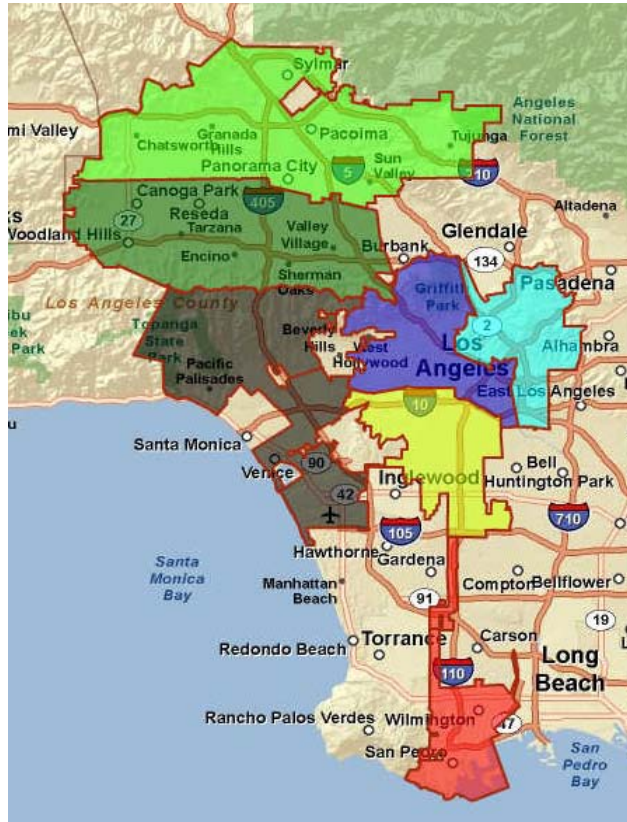 Sylmar
Angeles
National
Forest
mi Valley
Granada
Hills
Pacoima
Chatsworth
Tujunga
Panorama City
5
Sun
Valley
210
Canoga Park
405
Reseda
27
Tarzana
Woodland Hills
Valley
Village
Burbank
Glendale
Altadena
Encino
134
Sherman
Oaks
Griffith
Park
Pasadena
Los Angeles County
Topanga
State
Park
ek
Park
Beverly
Hills
West
Hollywood
2
Los
Angeles
Alhambra
Pacific
Palisades
East Los Angeles
10
Santa Monica
Venice
90
42
Inglewood
Bell
Huntington Park
105
710
Hawthorne
Gardena
Santa
Monica
Bay
Manhattan
Beach
Compton
Bellflower
91
19
Redondo Beach
Torrance
Carson
Long
Beach
110
Rancho Palos Verdes
Wilmington
47
San Pedro
San
Pedro
Bay